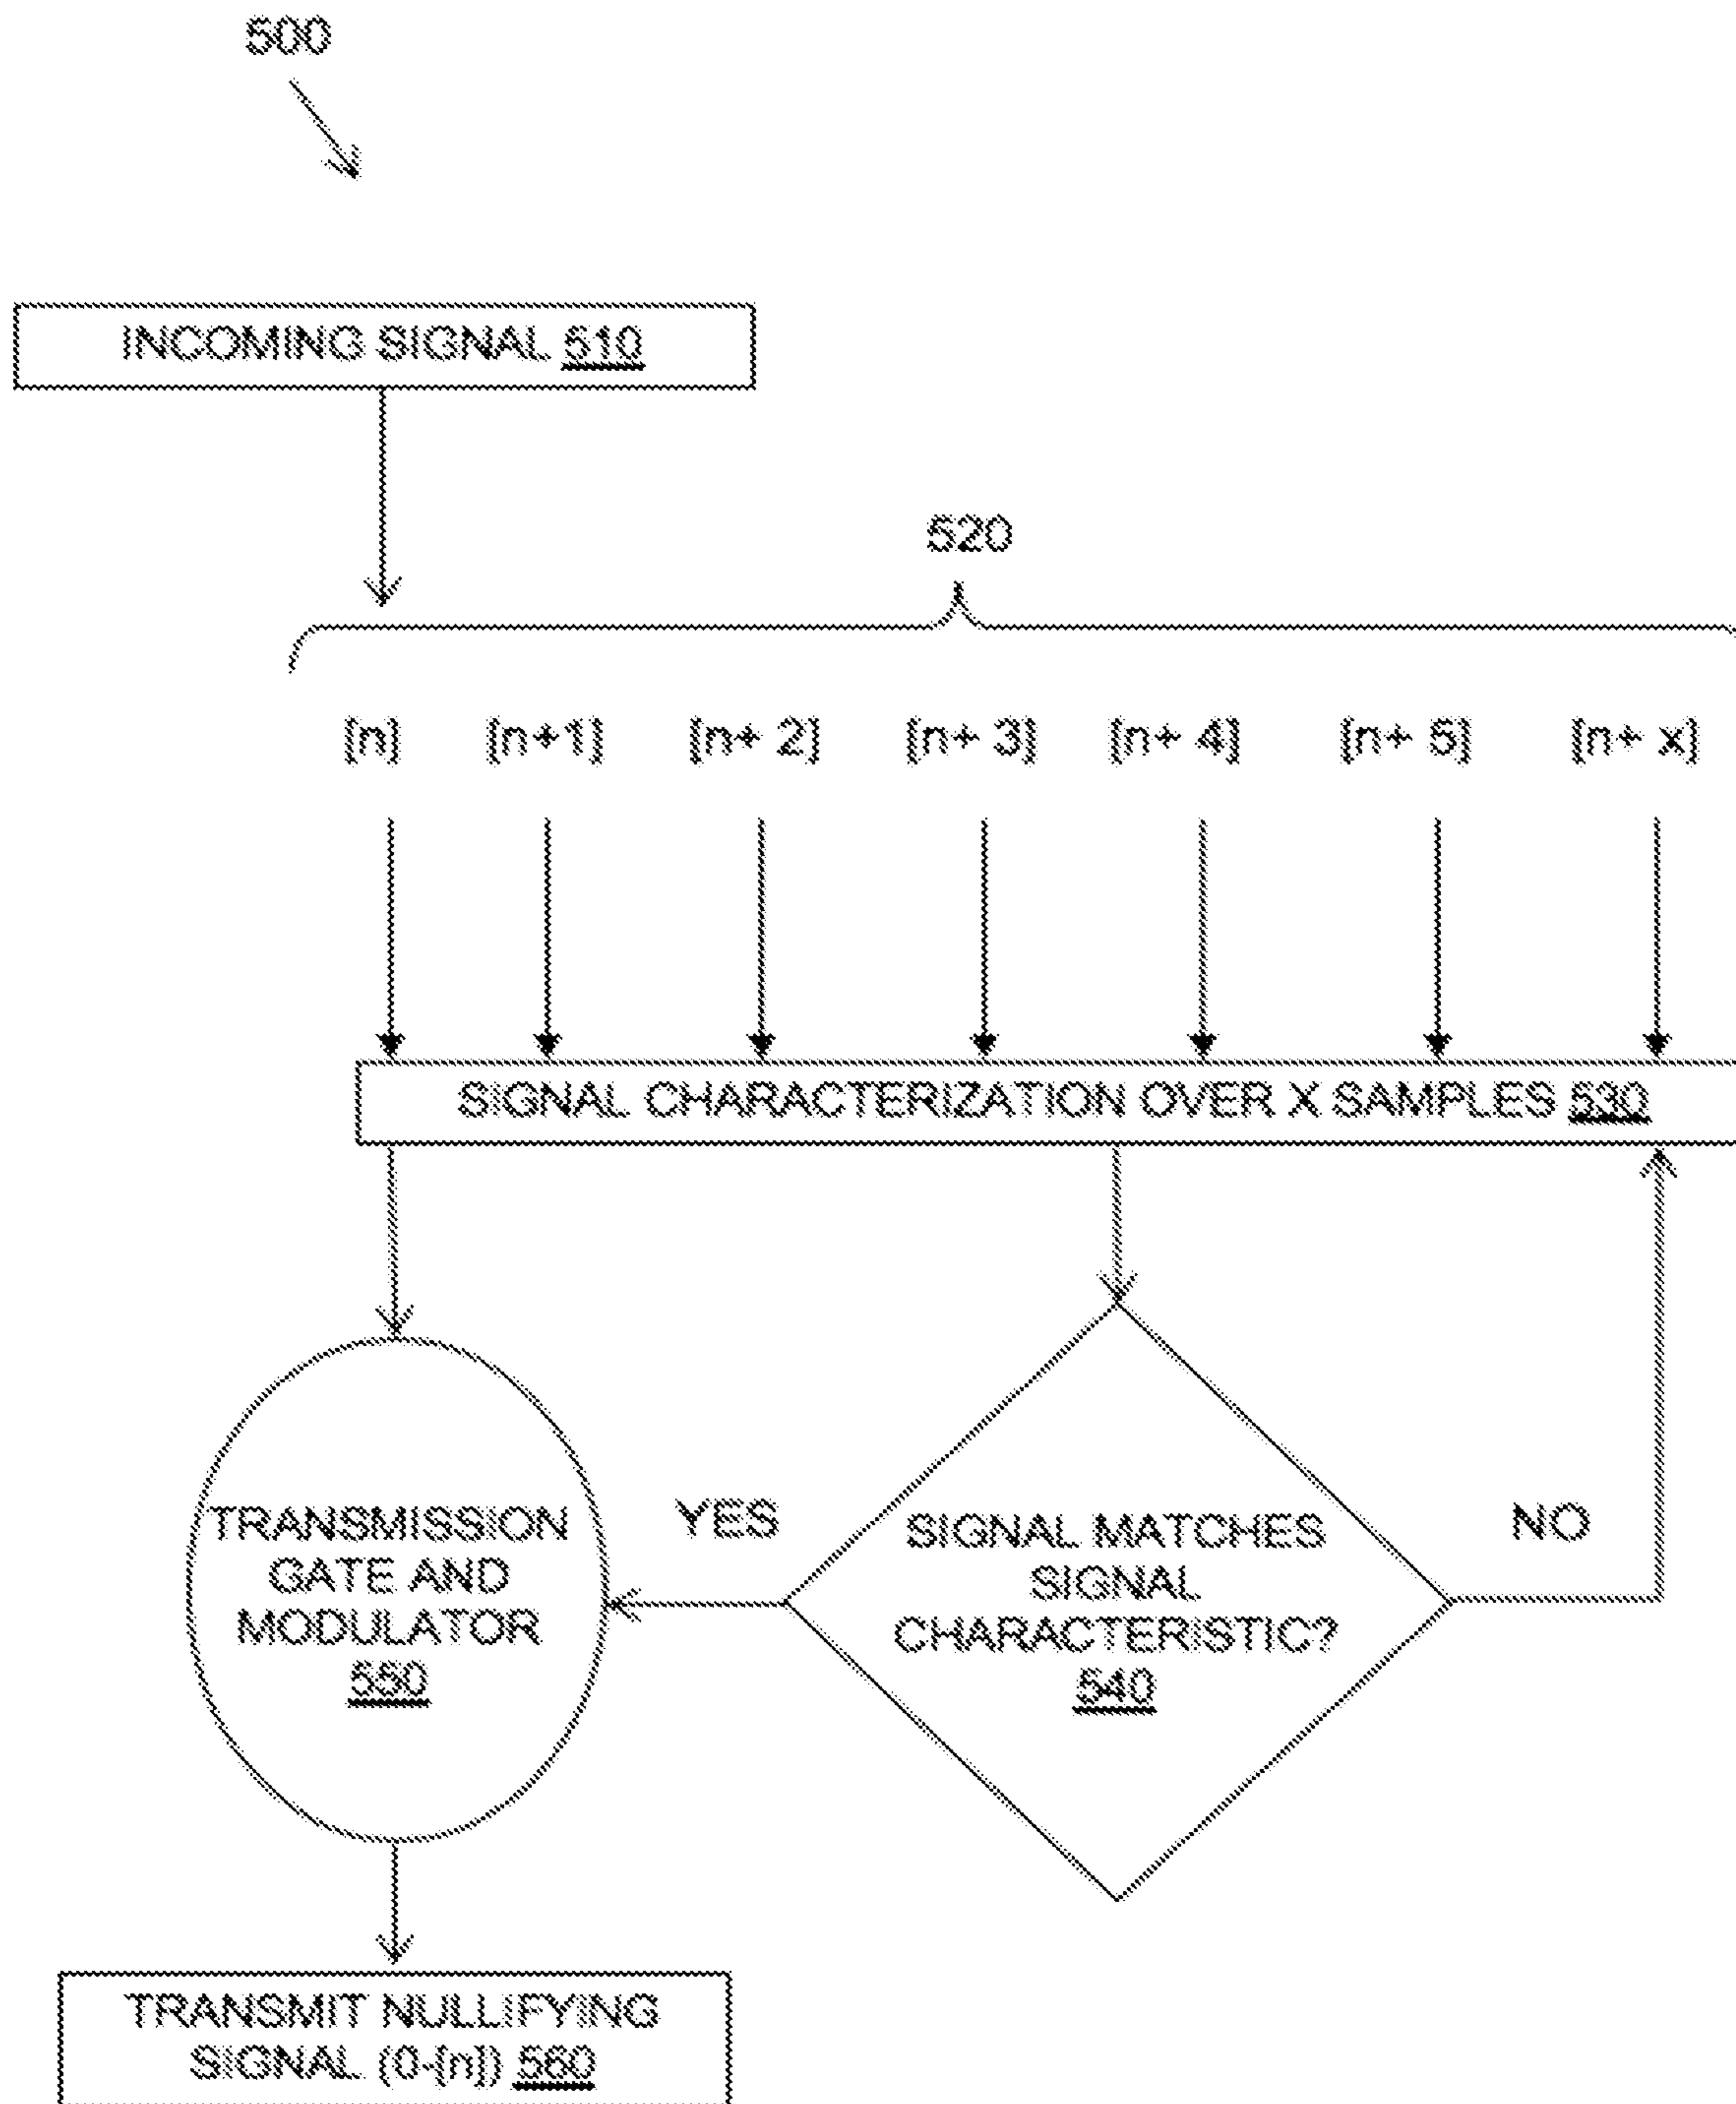 500
INCOMING SIGNAL 510
520
[n] [n+1] [n+ 2] [n+ 3] [n+ 4] [n+ 5] [n+ x]
SIGNAL CHARACTERIZATION OVER X SAMPLES 530
TRANSMISSION
GATE AND
MODULATOR
550
YES
SIGNAL MATCHES
SIGNAL
CHARACTERISTIC?
540
NO
TRANSMIT NULLIFYING
SIGNAL (0-[n]) 560